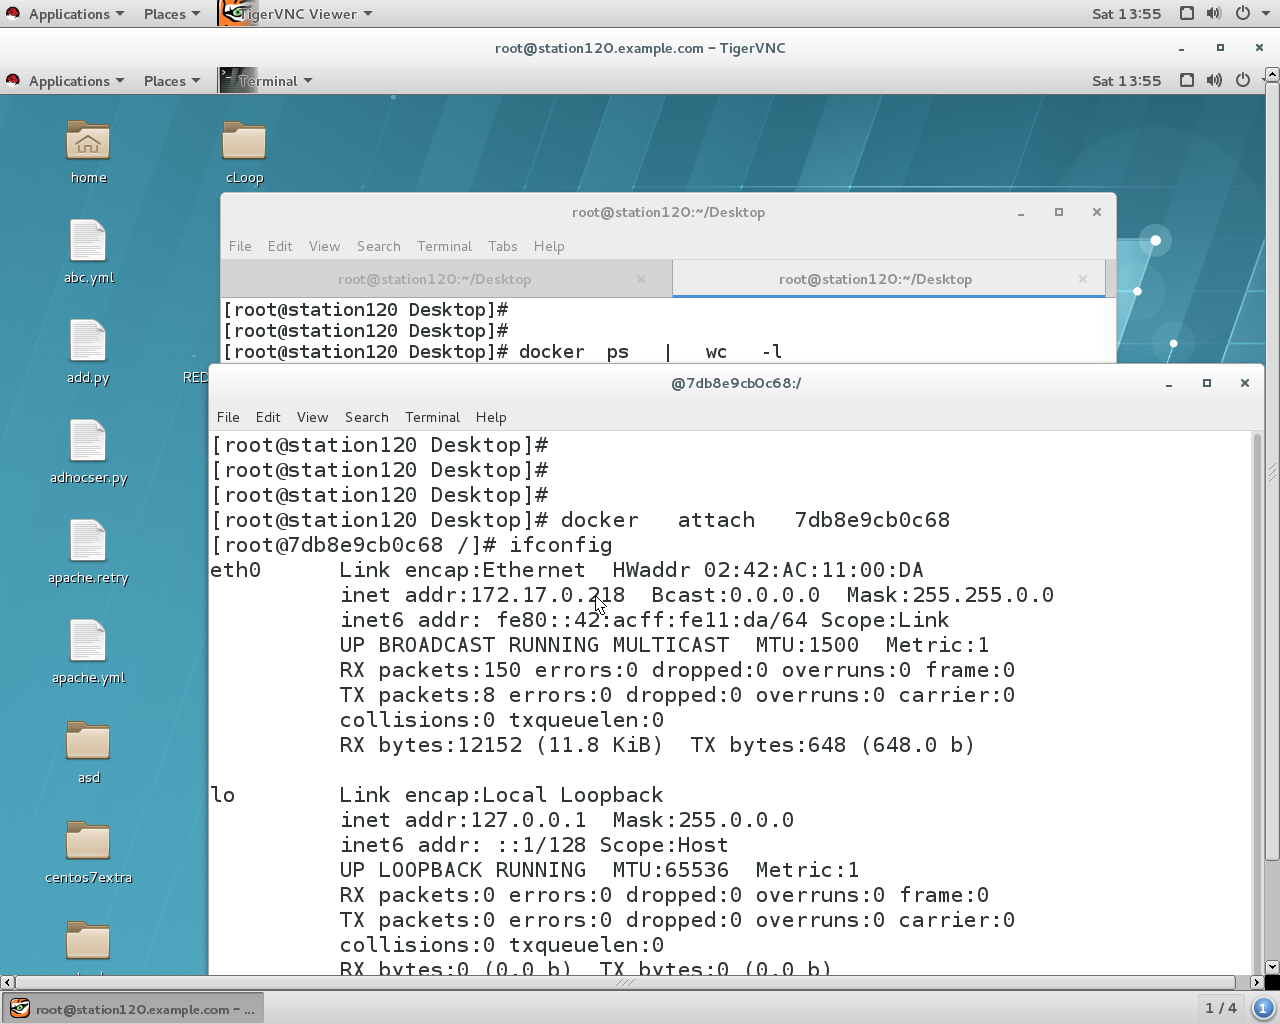 Applications Places TigerVNC Viewer Sat 13:55
root@station120.example.com - TigerVNC
Applications Places Terminal Sat 13:55
home
cLoop
abc.yml
add.py
RED
adhocser.py
apache.retry
apache.yml
asd
centos7extra
root@station120:~/Desktop
File Edit View Search Terminal Tabs Help
root@station120:~/Desktop root@station120:~/Desktop
[root@station120 Desktop]#
[root@station120 Desktop]#
[root@station120 Desktop]# docker ps | wc -l
@7db8e9cb0c68:/
File Edit View Search Terminal Help
[root@station120 Desktop]#
[root@station120 Desktop]#
[root@station120 Desktop]#
[root@station120 Desktop]# docker attach 7db8e9cb0c68
[root@7db8e9cb0c68 /]# ifconfig
eth0 Link encap:Ethernet HWaddr 02:42:AC:11:00:DA
inet addr:172.17.0.218 Bcast:0.0.0.0 Mask:255.255.0.0
inet6 addr: fe80::42:acff:fe11:da/64 Scope:Link
UP BROADCAST RUNNING MULTICAST MTU:1500 Metric:1
RX packets:150 errors:0 dropped:0 overruns:0 frame:0
TX packets:8 errors:0 dropped:0 overruns:0 carrier:0
collisions:0 txqueuelen:0
RX bytes:12152 (11.8 KiB) TX bytes:648 (648.0 b)
lo Link encap:Local Loopback
inet addr:127.0.0.1 Mask:255.0.0.0
inet6 addr: ::1/128 Scope:Host
UP LOOPBACK RUNNING MTU:65536 Metric:1
RX packets:0 errors:0 dropped:0 overruns:0 frame:0
TX packets:0 errors:0 dropped:0 overruns:0 carrier:0
collisions:0 txqueuelen:0
RX bytes:0 (0.0 b) TX bytes:0 (0.0 b)
root@station120.example.com - ... 1 / 4 1